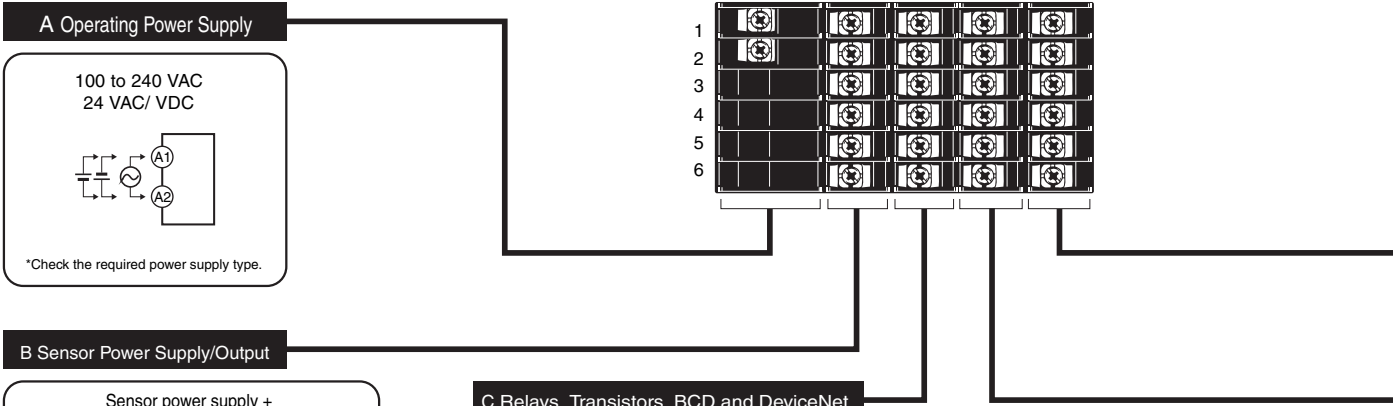 A Operating Power Supply
100 to 240 VAC
24 VAC/ VDC
A1
A2
*Check the required power supply type.
1
2
3
4
5
6
B Sensor Power Supply/Output
Sensor power supply +
C Relays, Transistors, BCD and DeviceNet